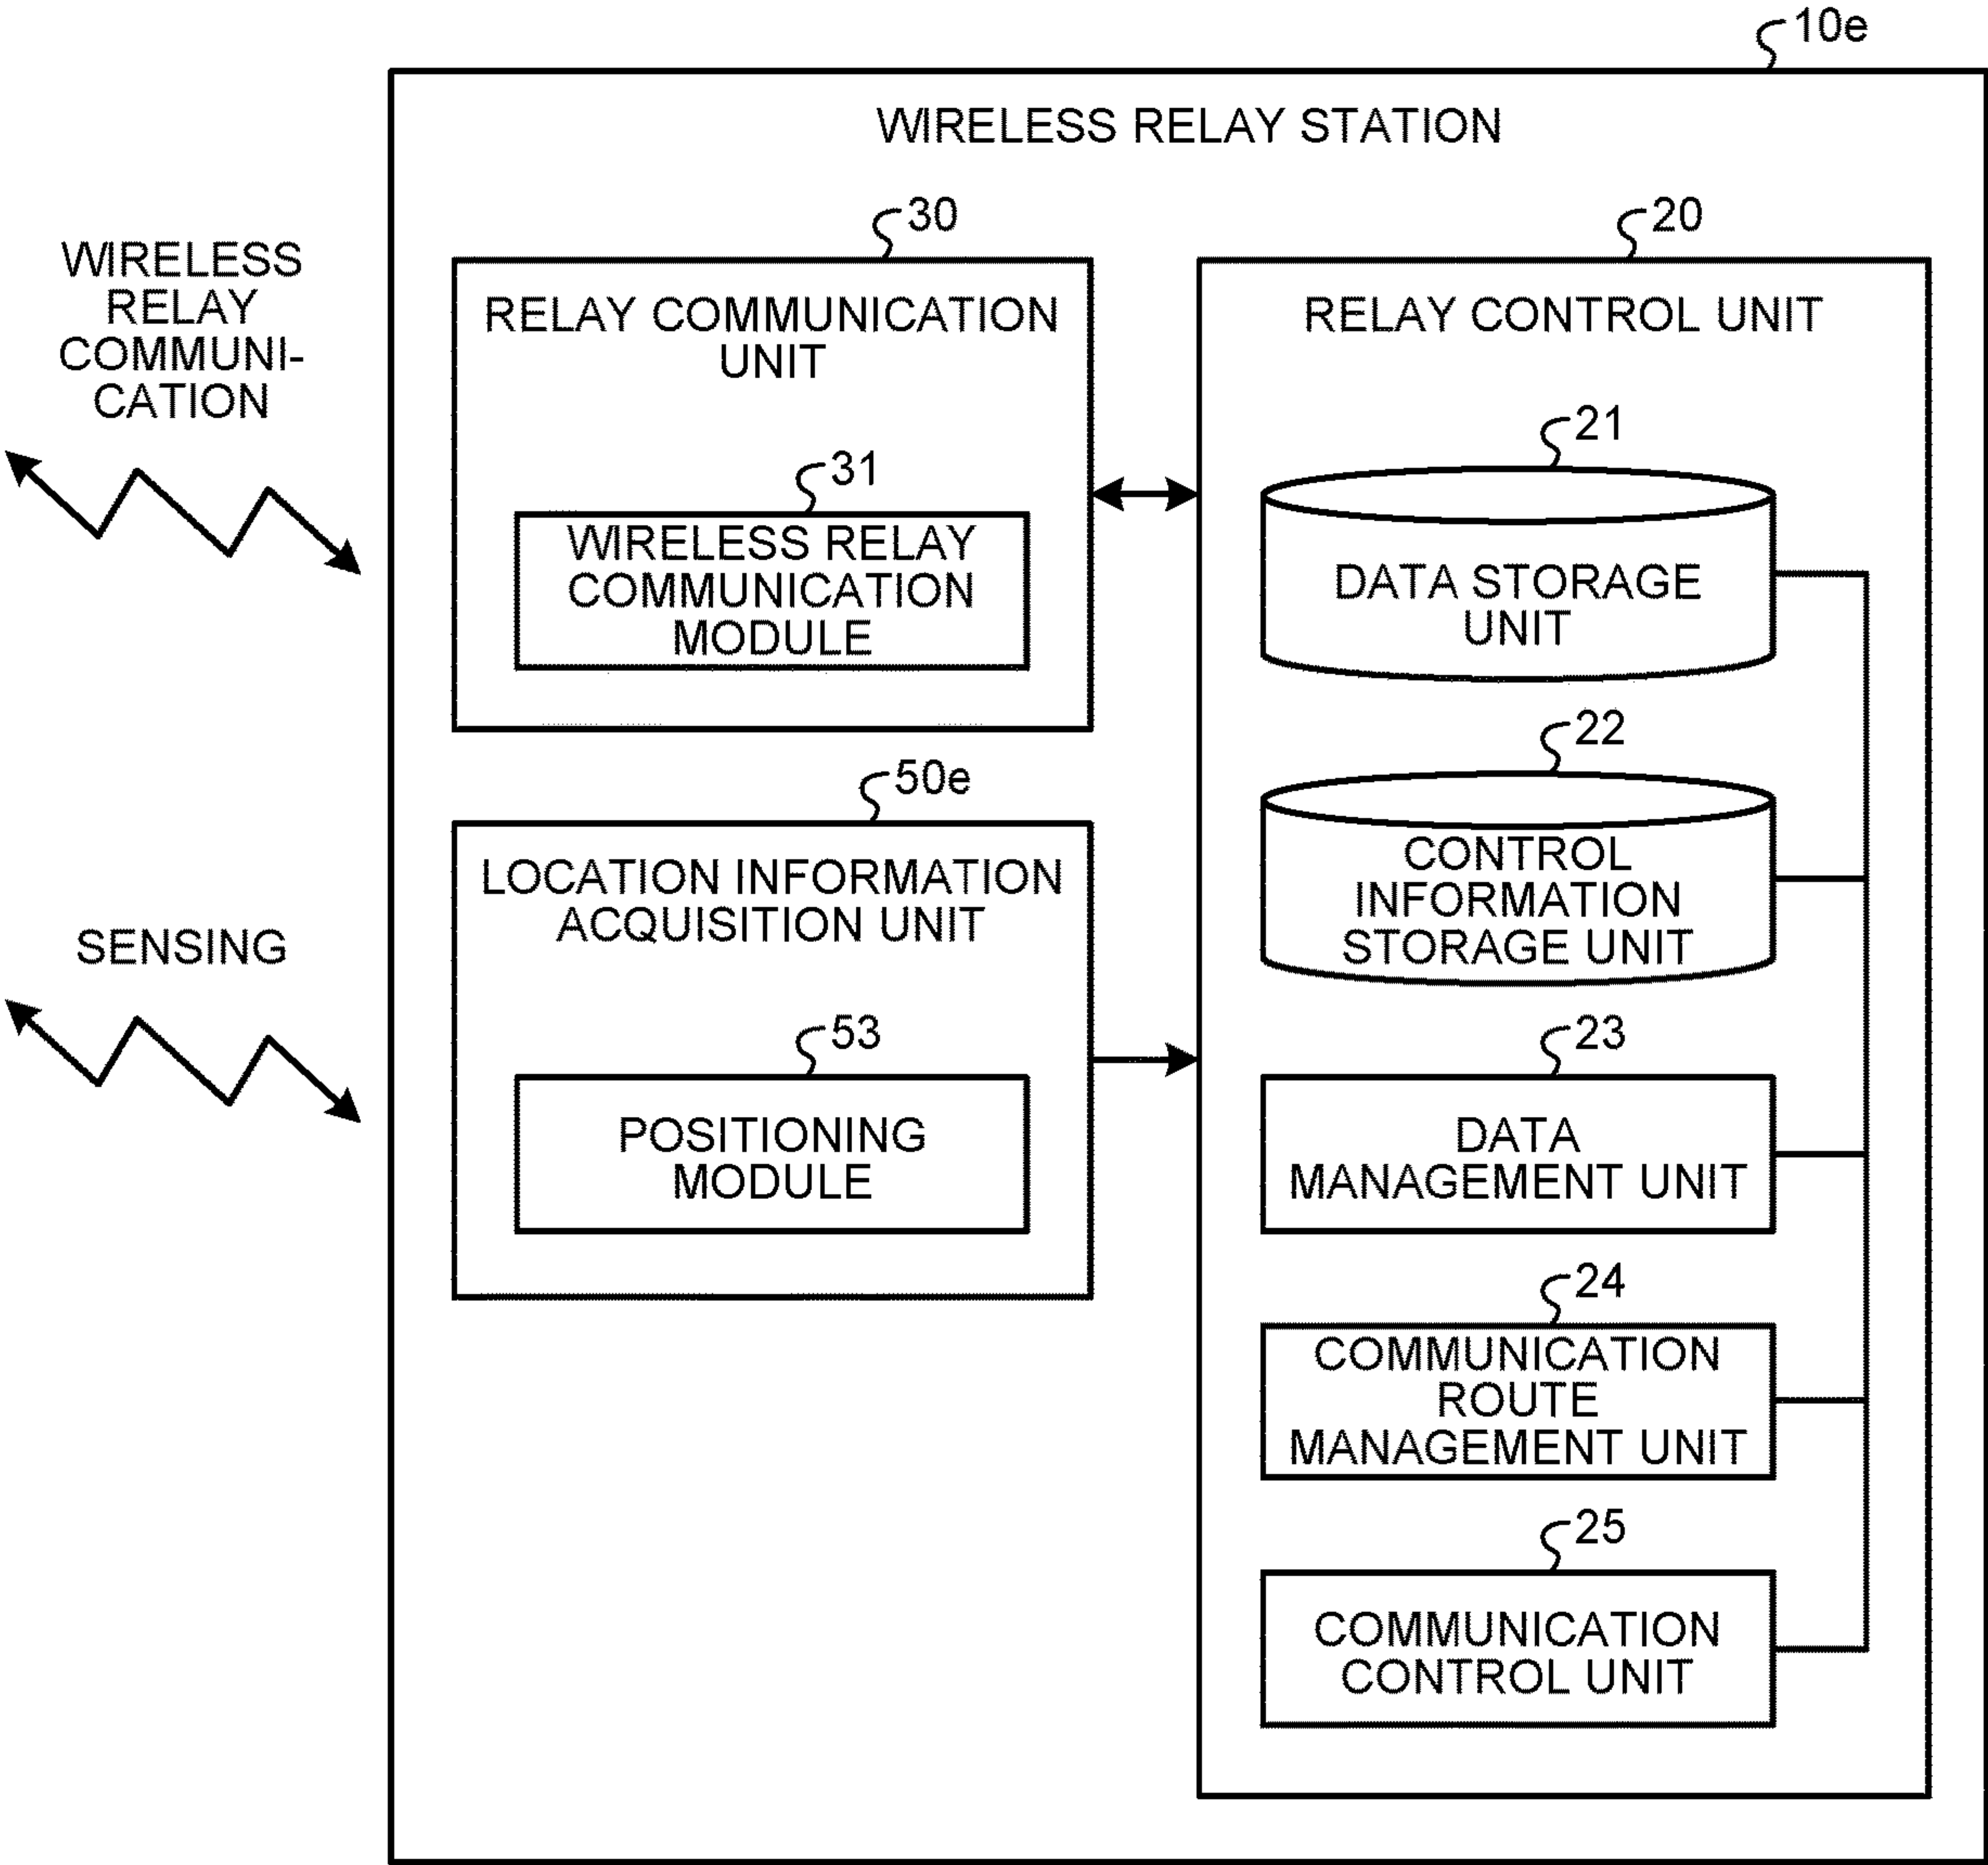 10e
WIRELESS RELAY STATION
WIRELESS
RELAY
COMMUNI-
CATION
30
RELAY COMMUNICATION
UNIT
31
WIRELESS RELAY
COMMUNICATION
MODULE
SENSING
50e
LOCATION INFORMATION
ACQUISITION UNIT
53
POSITIONING
MODULE
20
RELAY CONTROL UNIT
21
DATA STORAGE
UNIT
22
CONTROL
INFORMATION
STORAGE UNIT
23
DATA
MANAGEMENT UNIT
24
COMMUNICATION
ROUTE
MANAGEMENT UNIT
25
COMMUNICATION
CONTROL UNIT